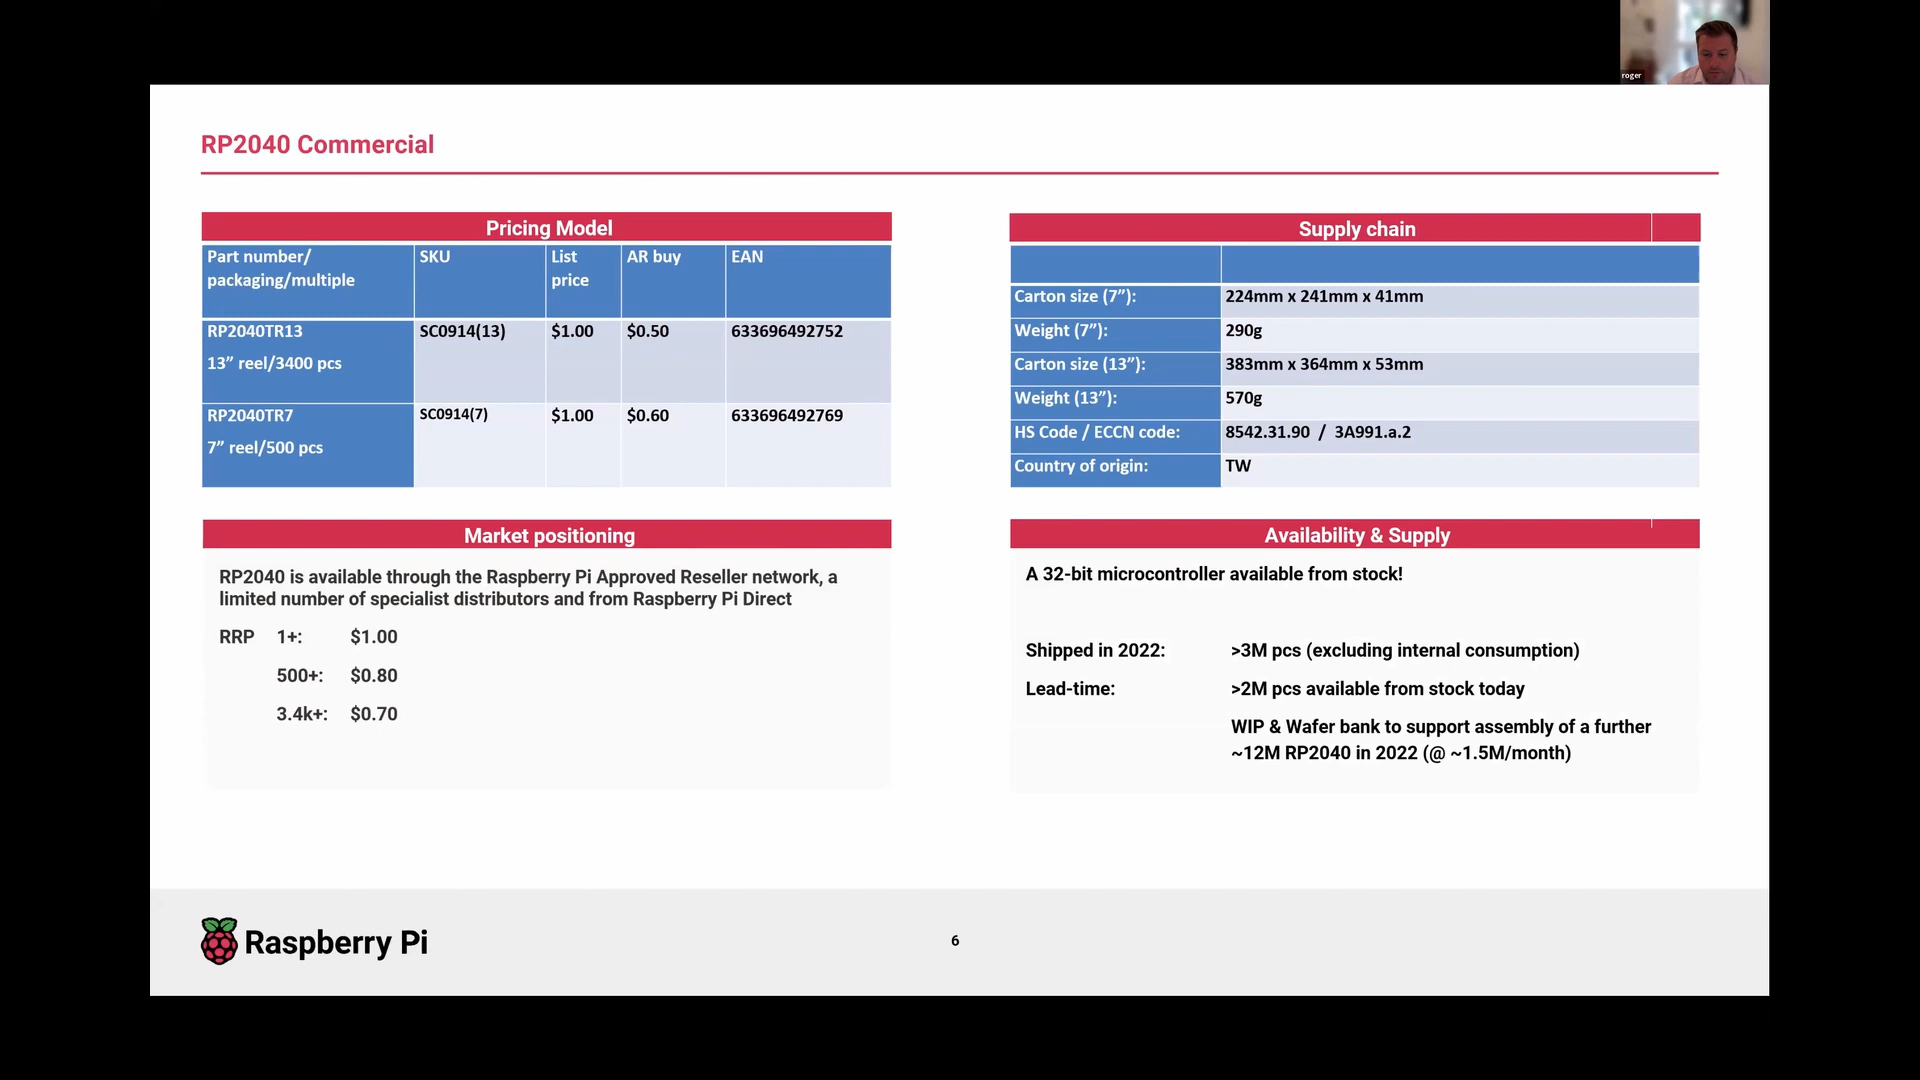 roger
RP2040 Commercial
Pricing Model
Part number/
packaging/multiple
SKU
List
price
AR buy
EAN
RP2040TR13
13” reel/3400 pcs
SC0914(13)
$1.00
$0.50
633696492752
RP2040TR7
7” reel/500 pcs
SC0914(7)
$1.00
$0.60
633696492769
Supply chain
Carton size (7”): 224mm x 241mm x 41mm
Weight (7”): 290g
Carton size (13”): 383mm x 364mm x 53mm
Weight (13”): 570g
HS Code / ECCN code: 8542.31.90 / 3A991.a.2
Country of origin: TW
Market positioning
RP2040 is available through the Raspberry Pi Approved Reseller network, a
limited number of specialist distributors and from Raspberry Pi Direct
RRP 1+: $1.00
500+: $0.80
3.4k+: $0.70
Availability & Supply
A 32-bit microcontroller available from stock!
Shipped in 2022: >3M pcs (excluding internal consumption)
Lead-time: >2M pcs available from stock today
WIP & Wafer bank to support assembly of a further
~12M RP2040 in 2022 (@ ~1.5M/month)
Raspberry Pi
6